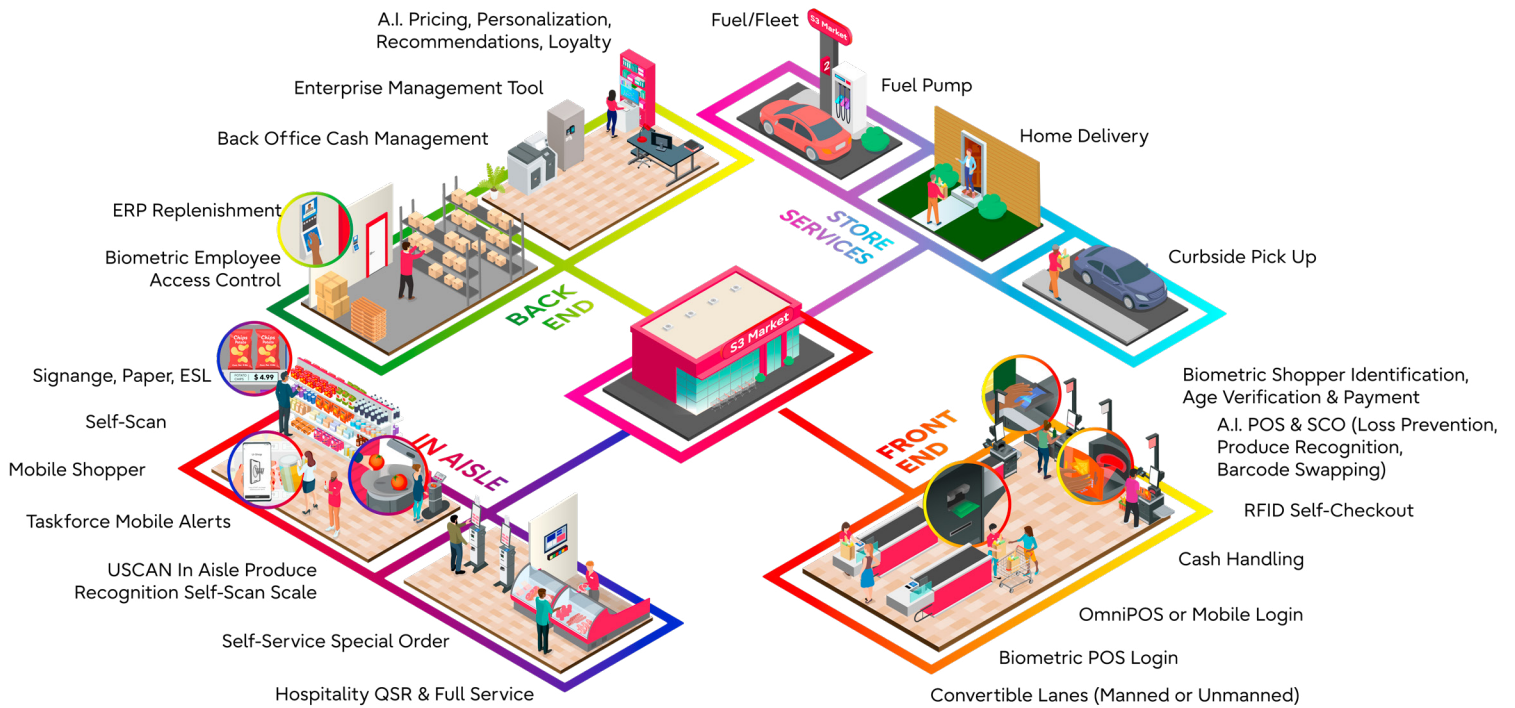 A.I. Pricing, Personalization,
Recommendations, Loyalty
Enterprise Management Tool
Back Office Cash Management
ERP Replenishment
Biometric Employee
Access Control
BACK
END
Fuel/Fleet
S3 Market
Fuel Pump
Home Delivery
Curbside Pick Up
STORE
SERVICES
S3 Market
Chips
Chips
$ 4.99
Signange, Paper, ESL
Self-Scan
Mobile Shopper
Taskforce Mobile Alerts
USCAN In Aisle Produce
Recognition Self-Scan Scale
Self-Service Special Order
Hospitality QSR & Full Service
IN AISLE
FRONT
END
Biometric Shopper Identification,
Age Verification & Payment
A.I. POS & SCO (Loss Prevention,
Produce Recognition,
Barcode Swapping)
RFID Self-Checkout
Cash Handling
OmniPOS or Mobile Login
Biometric POS Login
Convertible Lanes (Manned or Unmanned)